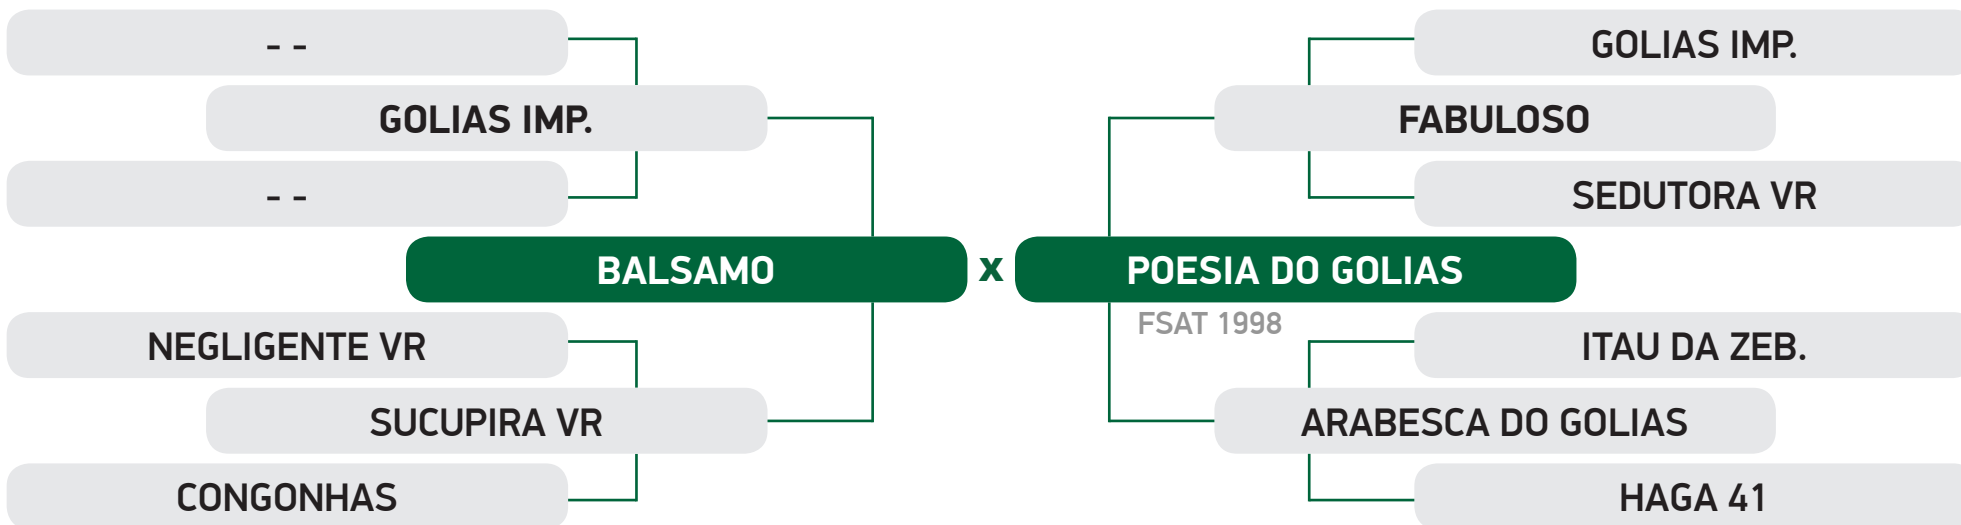 - -
GOLIAS IMP.
GOLIAS IMP.
FABULOSO
- -
SEDUTORA VR
BALSAMO x POESIA DO GOLIAS
FSAT 1998
NEGLIGENTE VR
ITAU DA ZEB.
SUCUPIRA VR
ARABESCA DO GOLIAS
CONGONHAS
HAGA 41